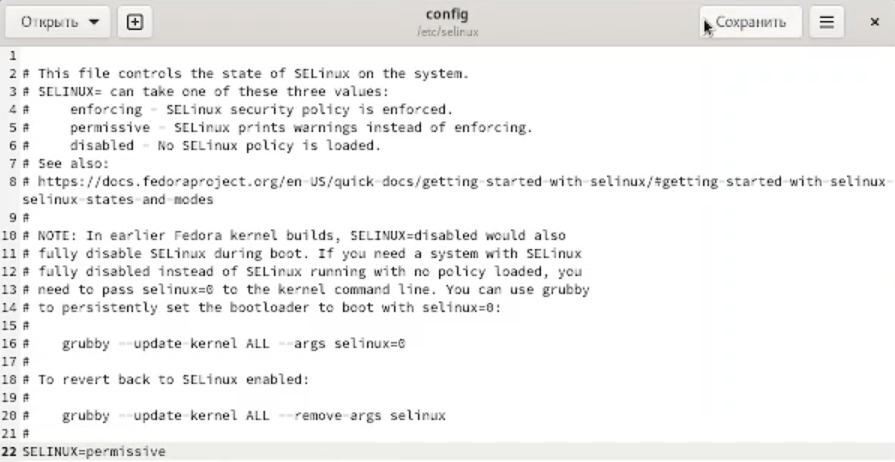 Открыть
config
/etc/selinux
Сохранить
1
2 # This file controls the state of SELinux on the system.
3 # SELINUX= can take one of these three values:
4 #     enforcing - SELinux security policy is enforced.
5 #     permissive - SELinux prints warnings instead of enforcing.
6 #     disabled - No SELinux policy is loaded.
7 # See also:
8 # https://docs.fedoraproject.org/en-US/quick-docs/getting-started-with-selinux/#getting-started-with-selinux-
selinux-states-and-modes
9 #
10 # NOTE: In earlier Fedora kernel builds, SELINUX=disabled would also
11 # fully disable SELinux during boot. If you need a system with SELinux
12 # fully disabled instead of SELinux running with no policy loaded, you
13 # need to pass selinux=0 to the kernel command line. You can use grubby
14 # to persistently set the bootloader to boot with selinux=0:
15 #
16 #    grubby --update-kernel ALL --args selinux=0
17 #
18 # To revert back to SELinux enabled:
19 #
20 #    grubby --update-kernel ALL --remove-args selinux
21 #
22 SELINUX=permissive